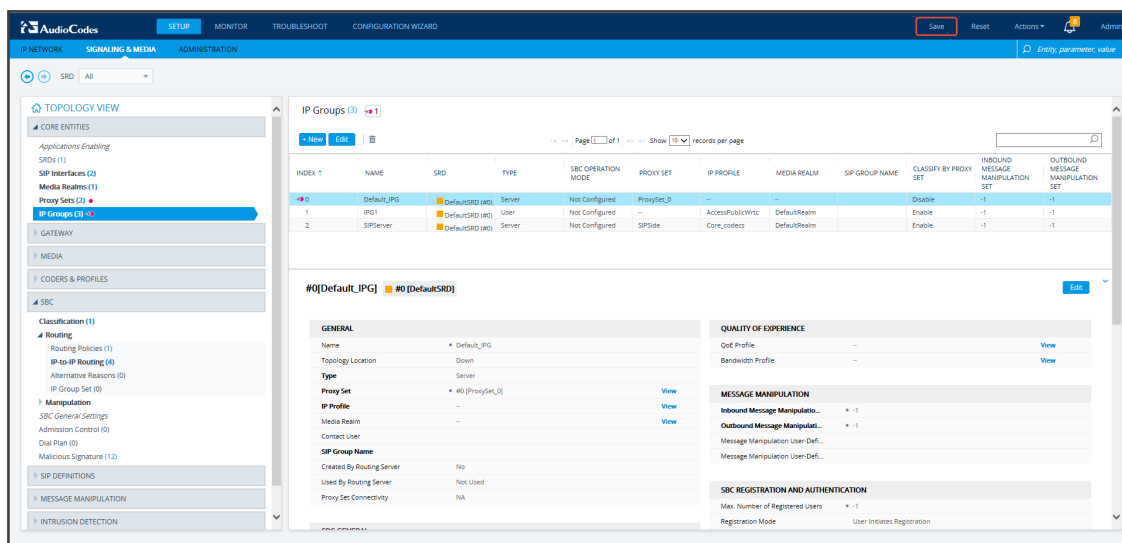 AudioCodes SETUP MONITOR TROUBLESHOOT CONFIGURATION WIZARD Save Reset Actions 8 Admin
IP NETWORK SIGNALING & MEDIA ADMINISTRATION Entity, parameter, value
SRD All
TOPOLOGY VIEW
CORE ENTITIES
Applications Enabling
SRDs (1)
SIP Interfaces (2)
Media Realms (1)
Proxy Sets (2)
IP Groups (3)
GATEWAY
MEDIA
CODERS & PROFILES
SBC
Classification (1)
Routing
Routing Policies (1)
IP-to-IP Routing (4)
Alternative Reasons (0)
IP Group Set (0)
Manipulation
SBC General Settings
Admission Control (0)
Dial Plan (0)
Malicious Signature (12)
SIP DEFINITIONS
MESSAGE MANIPULATION
INTRUSION DETECTION
IP Groups (3) 1
+ New Edit Page 1 of 1 Show 10 records per page
INDEX NAME SRD TYPE SBC OPERATION MODE PROXY SET IP PROFILE MEDIA REALM SIP GROUP NAME CLASSIFY BY PROXY SET INBOUND MESSAGE MANIPULATION SET OUTBOUND MESSAGE MANIPULATION SET
0 Default_IPG DefaultSRD (#0) Server Not Configured ProxySet_0 -- -- Disable -1 -1
1 IPG1 DefaultSRD (#0) User Not Configured -- AccessPublicWrtc DefaultRealm Enable -1 -1
2 SIPServer DefaultSRD (#0) Server Not Configured SIPSide Core_codecs DefaultRealm Enable -1 -1
#0[Default_IPG] #0 [DefaultSRD] Edit
GENERAL
Name Default_IPG
Topology Location Down
Type Server
Proxy Set #0 [ProxySet_0] View
IP Profile -- View
Media Realm -- View
Contact User
SIP Group Name
Created By Routing Server No
Used By Routing Server Not Used
Proxy Set Connectivity NA
QUALITY OF EXPERIENCE
QoE Profile -- View
Bandwidth Profile -- View
MESSAGE MANIPULATION
Inbound Message Manipulatio... -1
Outbound Message Manipulati... -1
Message Manipulation User-Defi...
Message Manipulation User-Defi...
SBC REGISTRATION AND AUTHENTICATION
Max. Number of Registered Users -1
Registration Mode User Initiates Registration